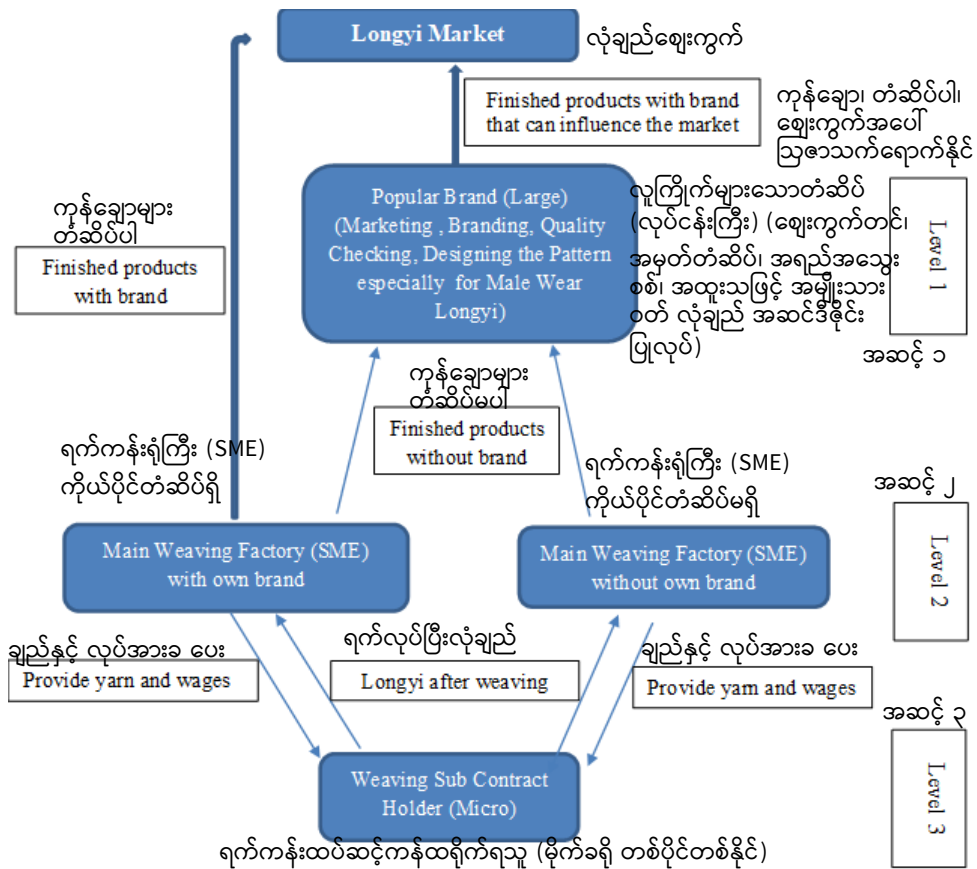 Longyi Market
လုံချည်ဈေးကွက်
Finished products with brand
that can influence the market
ကုန်ချော၊ တံဆိပ်ပါ၊
ဈေးကွက်အပေါ်
ဩဇာသက်ရောက်နိုင်
ကုန်ချောများ
တံဆိပ်ပါ
Finished products
with brand
Popular Brand (Large)
(Marketing , Branding, Quality
Checking, Designing the Pattern
especially for Male Wear
Longyi)
လူကြိုက်များသောတံဆိပ်
(လုပ်ငန်းကြီး) (ဈေးကွက်တင်၊
အမှတ်တံဆိပ်၊ အရည်အသွေး
စစ်၊ အထူးသဖြင့် အမျိုးသား
ဝတ် လုံချည် အဆင်ဒီဇိုင်း
ပြုလုပ်)
Level 1
အဆင့် ၁
ကုန်ချောများ
တံဆိပ်မပါ
Finished products
without brand
ရက်ကန်းရုံကြီး (SME)
ကိုယ်ပိုင်တံဆိပ်ရှိ
ရက်ကန်းရုံကြီး (SME)
ကိုယ်ပိုင်တံဆိပ်မရှိ
အဆင့် ၂
Main Weaving Factory (SME)
with own brand
Main Weaving Factory (SME)
without own brand
Level 2
ချည်နှင့် လုပ်အားခ ပေး
Provide yarn and wages
ရက်လုပ်ပြီးလုံချည်
Longyi after weaving
ချည်နှင့် လုပ်အားခ ပေး
Provide yarn and wages
အဆင့် ၃
Level 3
Weaving Sub Contract
Holder (Micro)
ရက်ကန်းထပ်ဆင့်ကန်ထရိုက်ရသူ (မိုက်ခရို တစ်ပိုင်တစ်နိုင်)